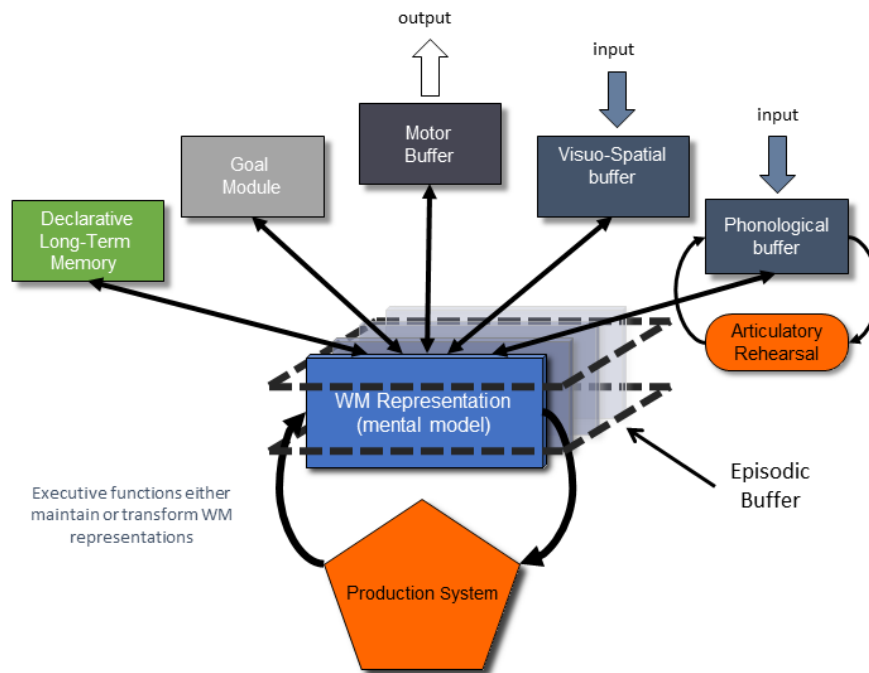 output
input
input
Motor
Buffer
Visuo-Spatial
buffer
Goal
Module
Declarative
Long-Term
Memory
Phonological
buffer
Articulatory
Rehearsal
WM Representation
(mental model)
Episodic
Buffer
Executive functions either
maintain or transform WM
representations
Production System